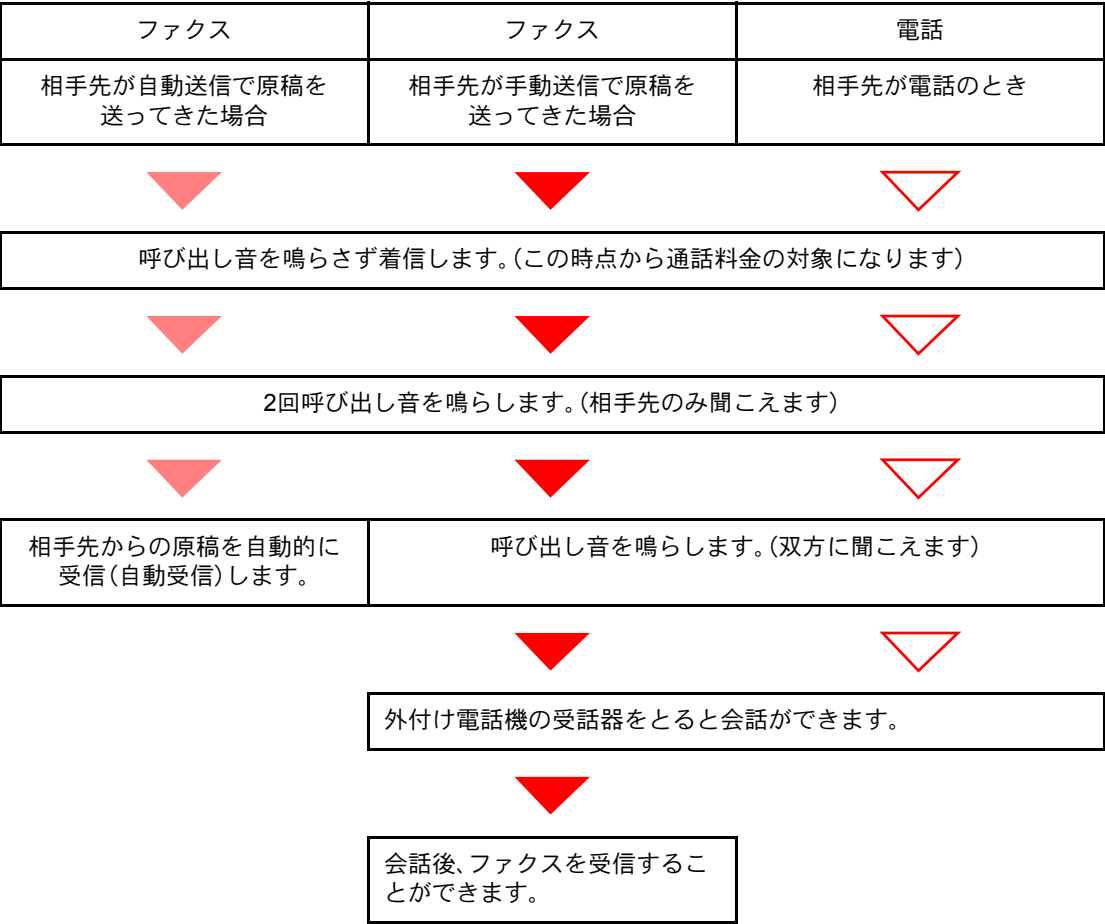 ファクス
ファクス
電話
相手先が自動送信で原稿を
送ってきた場合
相手先が手動送信で原稿を
送ってきた場合
相手先が電話のとき
呼び出し音を鳴らさず着信します。(この時点から通話料金の対象になります)
2回呼び出し音を鳴らします。(相手先のみ聞こえます)
相手先からの原稿を自動的に
受信(自動受信)します。
呼び出し音を鳴らします。(双方に聞こえます)
外付け電話機の受話器をとると会話ができます。
会話後、ファクスを受信するこ
とができます。